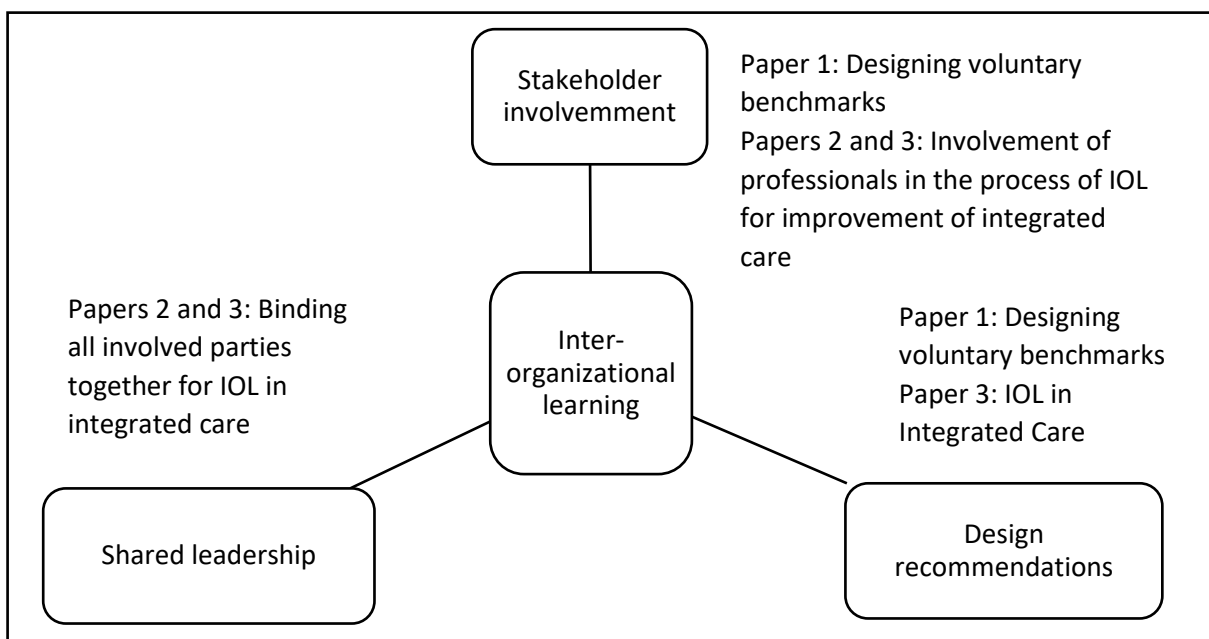 Stakeholder
involvemment
Paper 1: Designing voluntary
benchmarks
Papers 2 and 3: Involvement of
professionals in the process of IOL
for improvement of integrated
care
Inter-
organizational
learning
Papers 2 and 3: Binding
all involved parties
together for IOL in
integrated care
Paper 1: Designing
voluntary benchmarks
Paper 3: IOL in
Integrated Care
Shared leadership
Design
recommendations